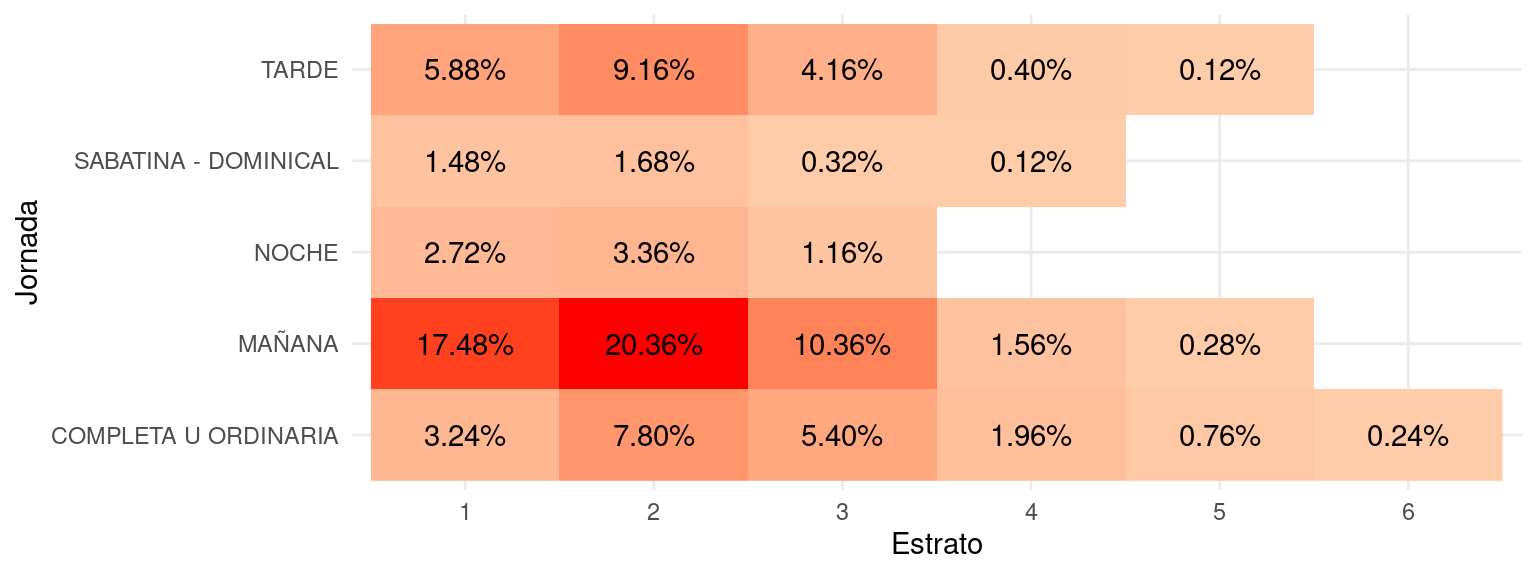 TARDE 5.88% 9.16% 4.16% 0.40% 0.12%
SABATINA - DOMINICAL 1.48% 1.68% 0.32% 0.12%
NOCHE 2.72% 3.36% 1.16%
MAÑANA 17.48% 20.36% 10.36% 1.56% 0.28%
COMPLETA U ORDINARIA 3.24% 7.80% 5.40% 1.96% 0.76% 0.24%
1 2 3 4 5 6
Estrato
Jornada